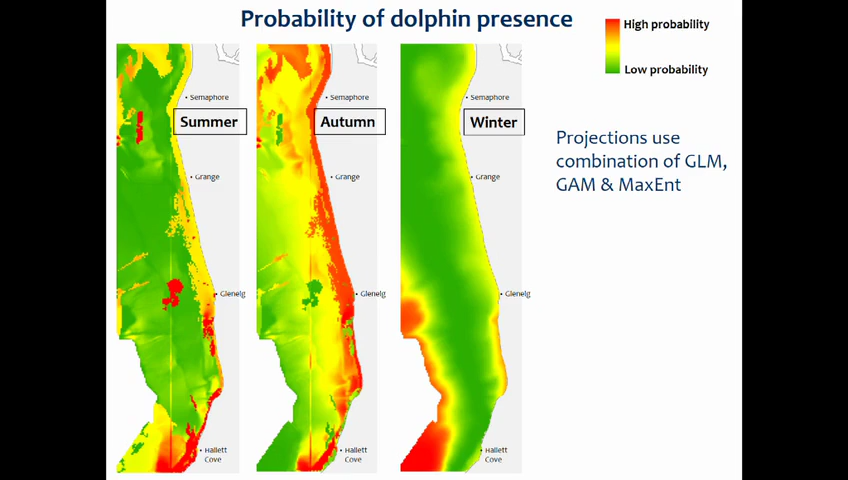 Probability of dolphin presence
High probability
Low probability
Semaphore
Summer
Grange
Glenelg
Hallett
Cove
Semaphore
Autumn
Grange
Glenelg
Hallett
Cove
Semaphore
Winter
Grange
Glenelg
Hallett
Cove
Projections use
combination of GLM,
GAM & MaxEnt